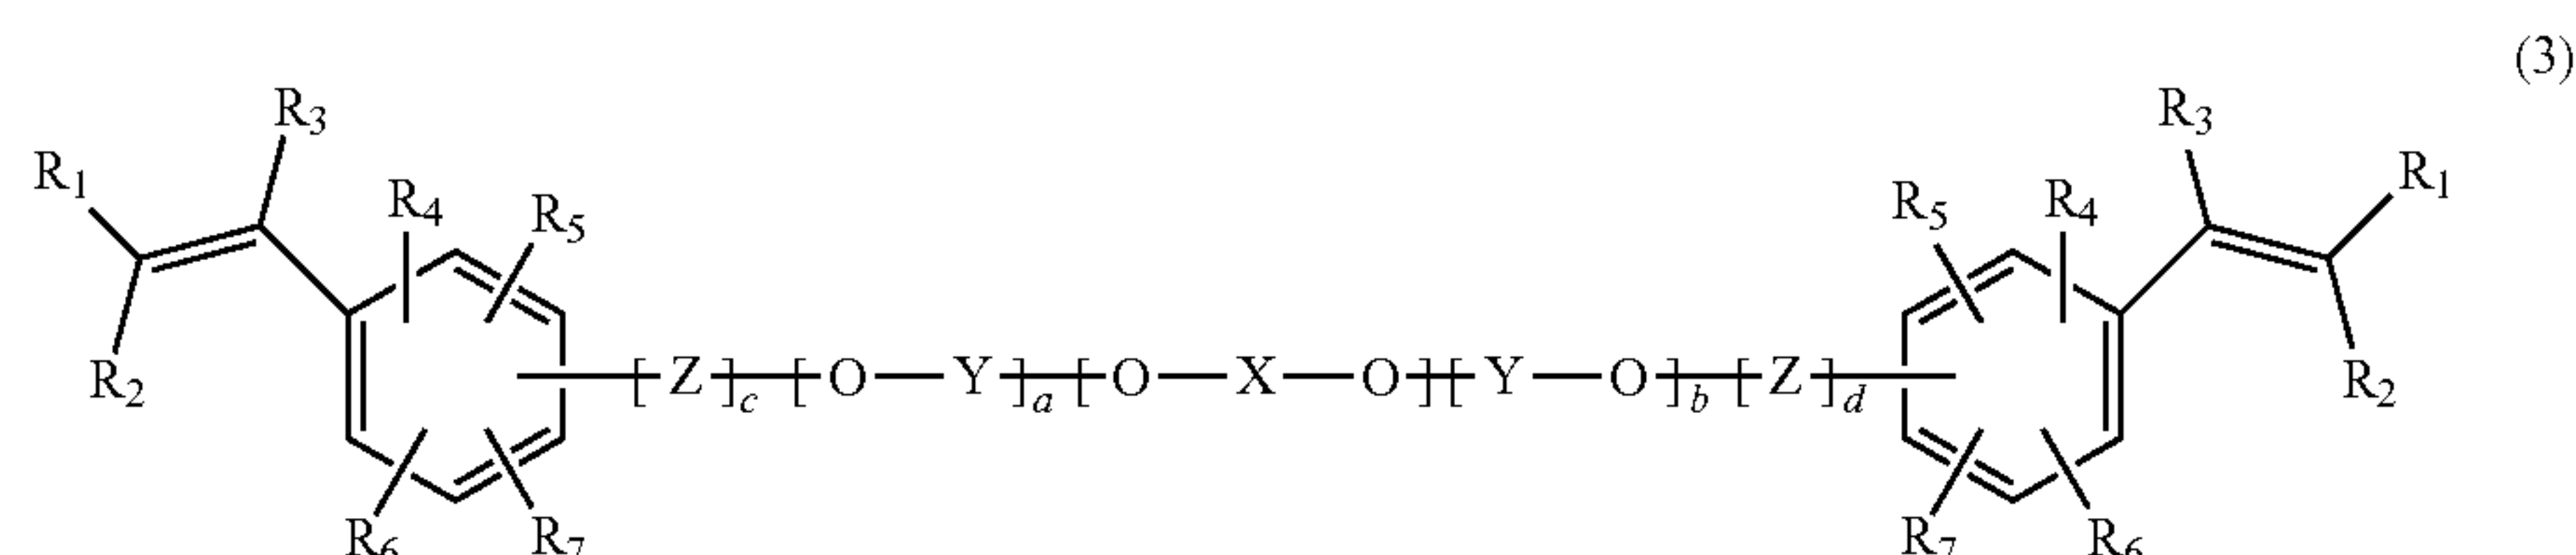 (3)
R3 R3
R1 R1
R4 R5 R5 R4
R2 [Z]c [O—Y]a [O—X—O][Y—O]b [Z]d R2
R6 R7 R7 R6